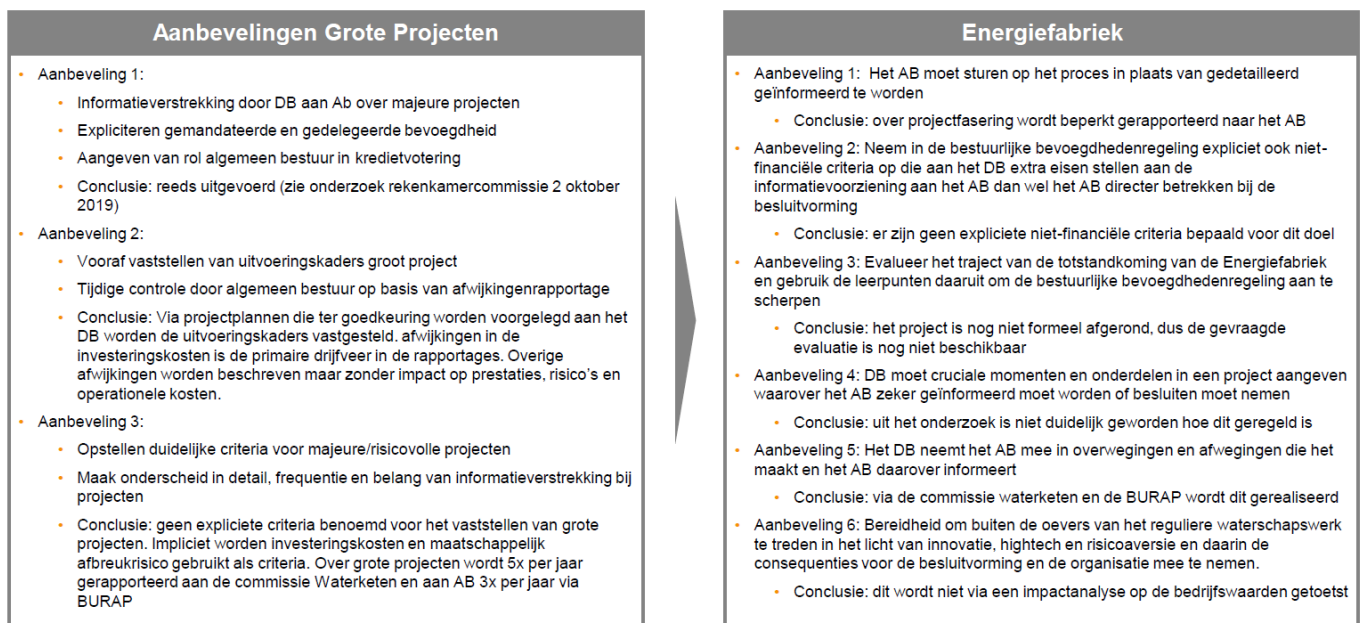 Aanbevelingen Grote Projecten
• Aanbeveling 1:
• Informatieverstrekking door DB aan Ab over majeure projecten
• Expliciteren gemandateerde en gedelegeerde bevoegdheid
• Aangeven van rol algemeen bestuur in kredietvotering
• Conclusie: reeds uitgevoerd (zie onderzoek rekenkamercommissie 2 oktober
2019)
• Aanbeveling 2:
• Vooraf vaststellen van uitvoeringskaders groot project
• Tijdige controle door algemeen bestuur op basis van afwijkingenrapportage
• Conclusie: Via projectplannen die ter goedkeuring worden voorgelegd aan het
DB worden de uitvoeringskaders vastgesteld. afwijkingen in de
investeringskosten is de primaire drijfveer in de rapportages. Overige
afwijkingen worden beschreven maar zonder impact op prestaties, risico's en
operationele kosten.
• Aanbeveling 3:
• Opstellen duidelijke criteria voor majeure/risicovolle projecten
• Maak onderscheid in detail, frequentie en belang van informatieverstrekking bij
projecten
• Conclusie: geen expliciete criteria benoemd voor het vaststellen van grote
projecten. Impliciet worden investeringskosten en maatschappelijk
afbreukrisico gebruikt als criteria. Over grote projecten wordt 5x per jaar
gerapporteerd aan de commissie Waterketen en aan AB 3x per jaar via
BURAP
Energiefabriek
• Aanbeveling 1: Het AB moet sturen op het proces in plaats van gedetailleerd
geïnformeerd te worden
• Conclusie: over projectfasering wordt beperkt gerapporteerd naar het AB
• Aanbeveling 2: Neem in de bestuurlijke bevoegdhedenregeling expliciet ook niet-
financiële criteria op die aan het DB extra eisen stellen aan de
informatievoorziening aan het AB dan wel het AB directer betrekken bij de
besluitvorming
• Conclusie: er zijn geen expliciete niet-financiële criteria bepaald voor dit doel
• Aanbeveling 3: Evalueer het traject van de totstandkoming van de Energiefabriek
en gebruik de leerpunten daaruit om de bestuurlijke bevoegdhedenregeling aan te
scherpen
• Conclusie: het project is nog niet formeel afgerond, dus de gevraagde
evaluatie is nog niet beschikbaar
• Aanbeveling 4: DB moet cruciale momenten en onderdelen in een project aangeven
waarover het AB zeker geïnformeerd moet worden of besluiten moet nemen
• Conclusie: uit het onderzoek is niet duidelijk geworden hoe dit geregeld is
• Aanbeveling 5: Het DB neemt het AB mee in overwegingen en afwegingen die het
maakt en het AB daarover informeert
• Conclusie: via de commissie waterketen en de BURAP wordt dit gerealiseerd
• Aanbeveling 6: Bereidheid om buiten de oevers van het reguliere waterschapswerk
te treden in het licht van innovatie, hightech en risicoaversie en daarin de
consequenties voor de besluitvorming en de organisatie mee te nemen.
• Conclusie: dit wordt niet via een impactanalyse op de bedrijfswaarden getoetst